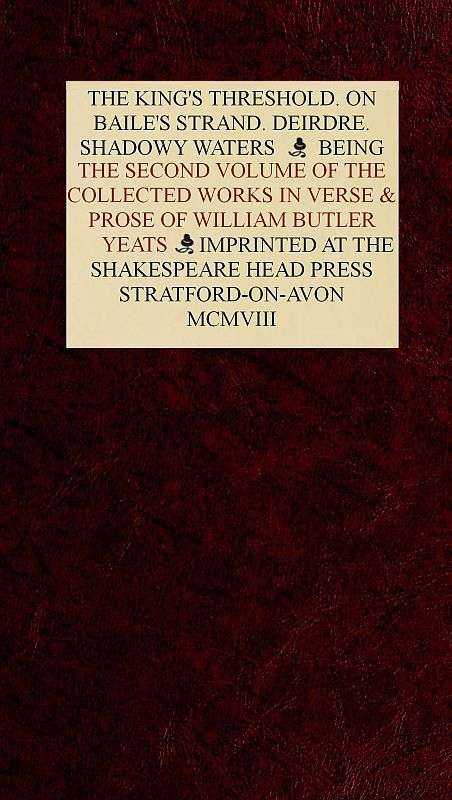 THE KING'S THRESHOLD. ON
BAILE'S STRAND. DEIRDRE.
SHADOWY WATERS BEING
THE SECOND VOLUME OF THE
COLLECTED WORKS IN VERSE &
PROSE OF WILLIAM BUTLER
YEATS IMPRINTED AT THE
SHAKESPEARE HEAD PRESS
STRATFORD-ON-AVON
MCMVIII